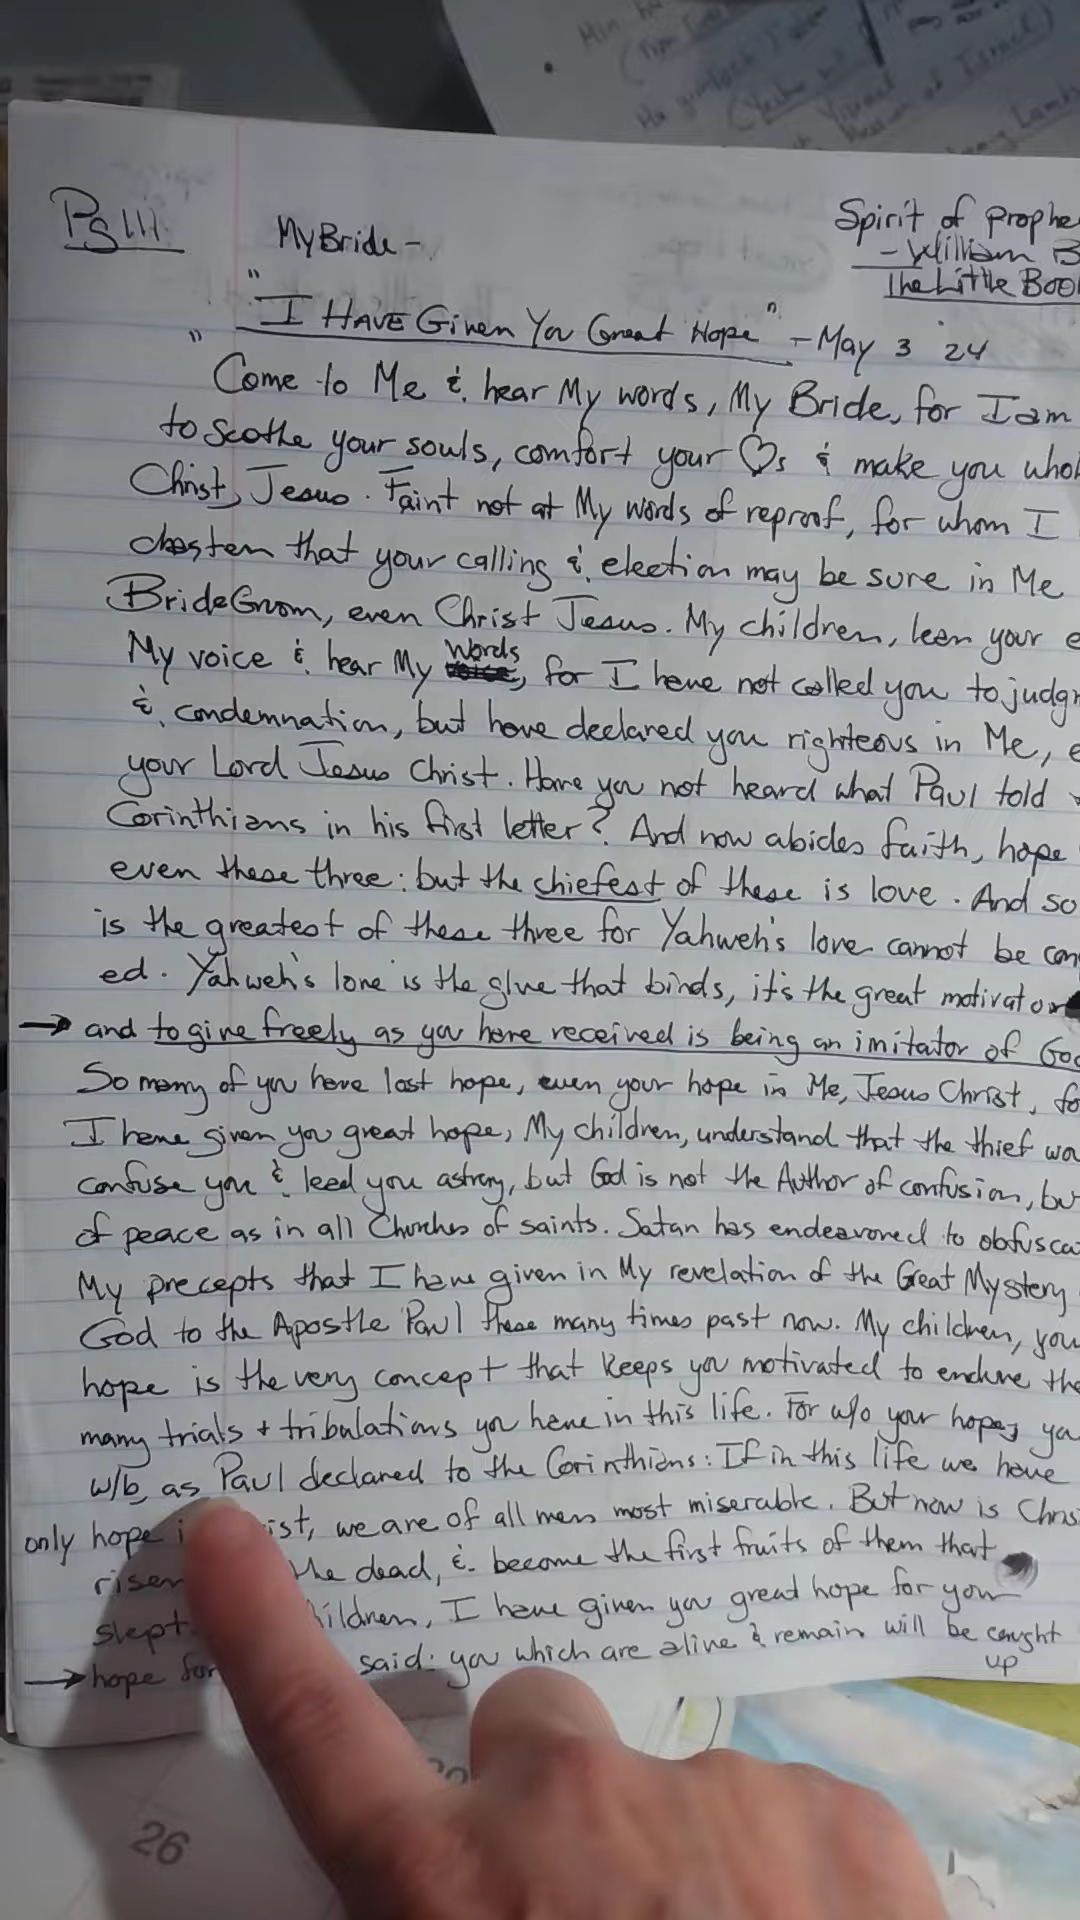 Ps 111
MyBride -
Spirit of prophe
- William B
The Little Boo
"I HAVE Given You Great Hope" - May 3 '24
" Come to Me & hear My words, My Bride, for I am
to soothe your souls, comfort your ♡s & make you whol
Christ, Jesus. Faint not at My words of reproof, for whom I
chasten that your calling & election may be sure in Me
BrideGroom, even Christ Jesus. My children, lean your e
My voice & hear My words, for I have not called you to judgm
& condemnation, but have declared you righteous in Me, e
your Lord Jesus Christ. Have you not heard what Paul told
Corinthians in his first letter? And now abides faith, hope
even these three: but the chiefest of these is love. And so
is the greatest of these three for Yahweh's love cannot be con
ed. Yahweh's love is the glue that binds, it's the great motivator
→ and to give freely as you have received is being an imitator of Go
So many of you have lost hope, even your hope in Me, Jesus Christ, fo
I have given you great hope, My children, understand that the thief wo
confuse you & lead you astray, but God is not the Author of confusion, bu
of peace as in all Churches of saints. Satan has endeavored to obfusca
My precepts that I have given in My revelation of the Great Mystery
God to the Apostle Paul these many times past now. My children, you
hope is the very concept that keeps you motivated to endure the
many trials + tribulations you have in this life. For w/o your hope, yo
w/b, as Paul declared to the Corinthians: If in this life we have
only hope i ist, we are of all men most miserable. But now is Chris
risen the dead, & become the first fruits of them that
slept. hildren, I have given you great hope for your
→ hope for said: you which are alive & remain will be caught
up
26